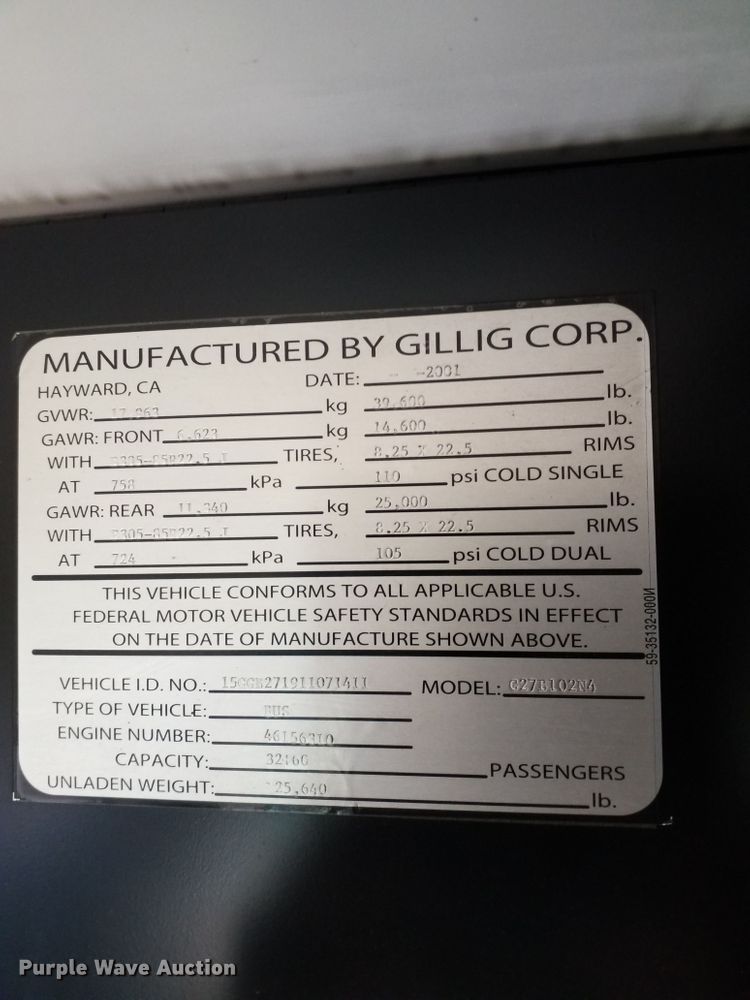 MANUFACTURED BY GILLIG CORP.
HAYWARD, CA DATE: - -2001
GVWR: kg 39,600 lb.
GAWR: FRONT 6,623 kg 14,600 lb.
WITH TIRES, 8.25 X 22.5 RIMS
AT 758 kPa 110 psi COLD SINGLE
GAWR: REAR 11,340 kg 25,000 lb.
WITH TIRES, 8.25 X 22.5 RIMS
AT 724 kPa 105 psi COLD DUAL
THIS VEHICLE CONFORMS TO ALL APPLICABLE U.S.
FEDERAL MOTOR VEHICLE SAFETY STANDARDS IN EFFECT
ON THE DATE OF MANUFACTURE SHOWN ABOVE.
VEHICLE I.D. NO.: MODEL: G27B102N4
TYPE OF VEHICLE: BUS
ENGINE NUMBER: 46156310
CAPACITY: PASSENGERS
UNLADEN WEIGHT: 25,640 lb.
59-35132-000N
Purple Wave Auction